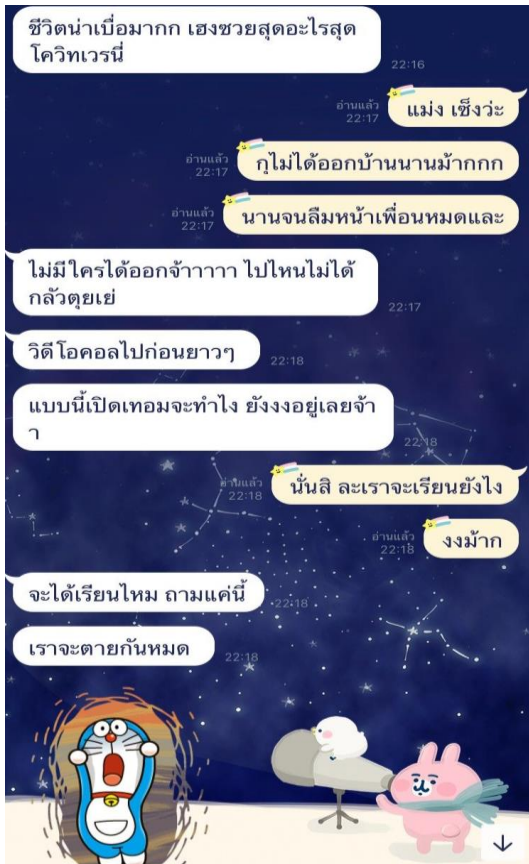 ชีวิตน่าเบื่อมากก เฮงซวยสุดอะไรสุด
โควิทเวรนี่
22:16
แม่ง เซ็งว่ะ
อ่านแล้ว
22:17
กุไม่ได้ออกบ้านนานม้ากกก
อ่านแล้ว
22:17
นานจนลืมหน้าเพื่อนหมดและ
อ่านแล้ว
22:17
ไม่มีใครได้ออกจ้าาาาา ไปไหนไม่ได้
กลัวตุยเย่
22:17
วิดีโอคอลไปก่อนยาวๆ
22:18
แบบนี้เปิดเทอมจะทำไง ยังงงอยู่เลยจ้า
า
22:18
นั่นสิ ละเราจะเรียนยังไง
อ่านแล้ว
22:18
งงม้าก
อ่านแล้ว
22:18
จะได้เรียนไหม ถามแค่นี้
22:18
เราจะตายกันหมด
22:18